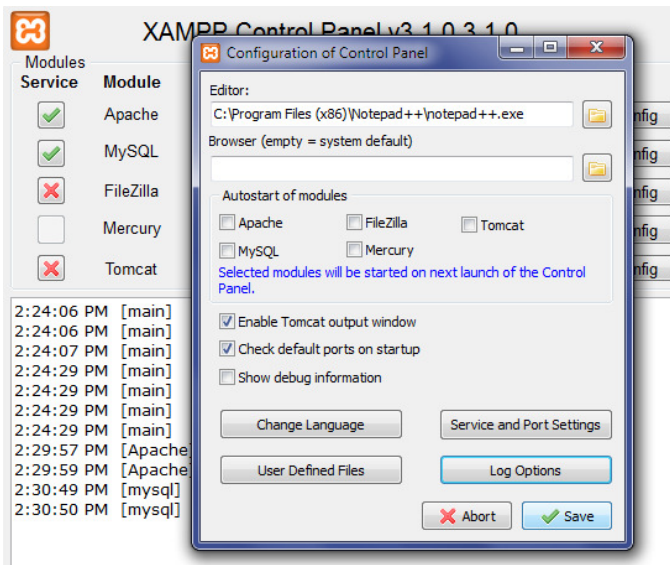 XAMPP Control Panel v3.1.0 3.1.0
Configuration of Control Panel
Modules
Service Module
Apache
MySQL
FileZilla
Mercury
Tomcat
nfig
nfig
nfig
nfig
nfig
Editor:
C:\Program Files (x86)\Notepad++\notepad++.exe
Browser (empty = system default)
Autostart of modules
Apache FileZilla Tomcat
MySQL Mercury
Selected modules will be started on next launch of the Control
Panel.
Enable Tomcat output window
Check default ports on startup
Show debug information
Change Language Service and Port Settings
User Defined Files Log Options
Abort Save
2:24:06 PM [main]
2:24:06 PM [main]
2:24:07 PM [main]
2:24:29 PM [main]
2:24:29 PM [main]
2:24:29 PM [main]
2:24:29 PM [main]
2:29:57 PM [Apache]
2:29:59 PM [Apache]
2:30:49 PM [mysql]
2:30:50 PM [mysql]